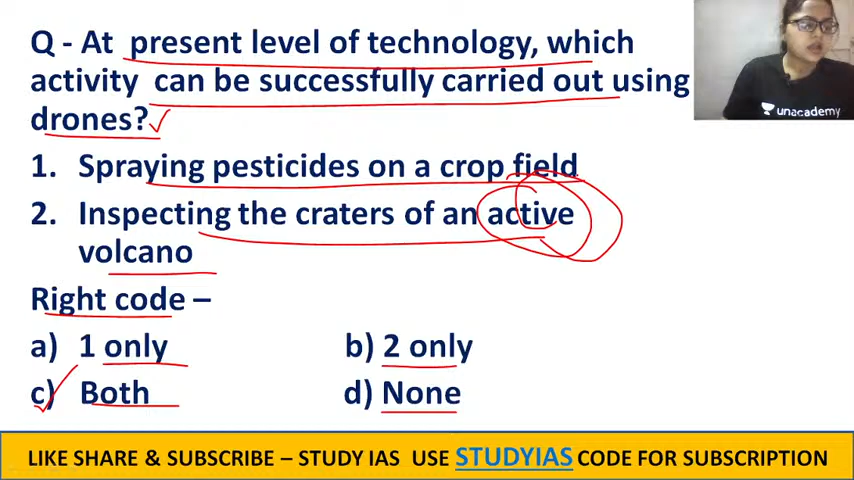 Q - At present level of technology, which
activity can be successfully carried out using
drones?
1. Spraying pesticides on a crop field
2. Inspecting the craters of an active
volcano
Right code –
a) 1 only b) 2 only
c) Both d) None
unacademy
LIKE SHARE & SUBSCRIBE – STUDY IAS USE STUDYIAS CODE FOR SUBSCRIPTION